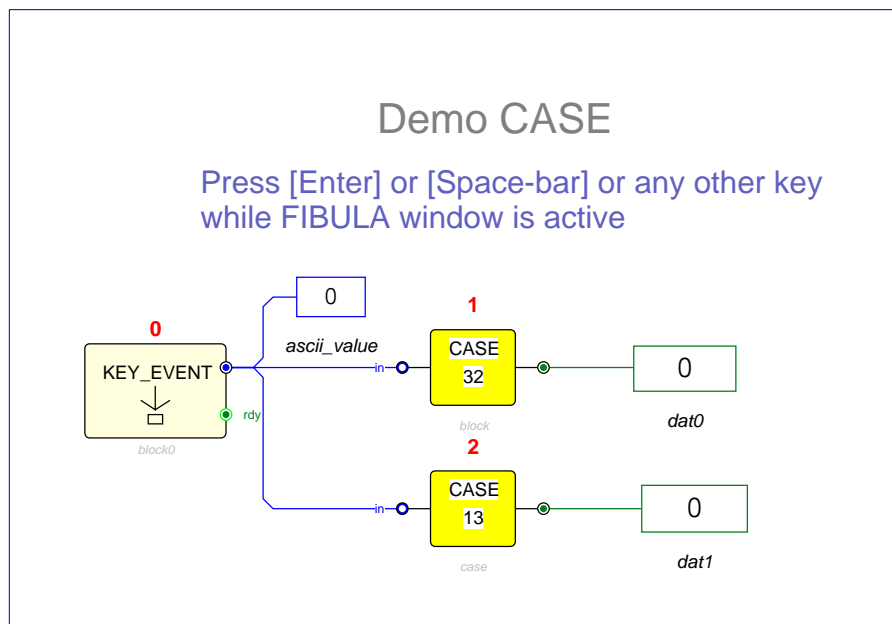 Demo CASE
Press [Enter] or [Space-bar] or any other key
while FIBULA window is active
0
1
0
ascii_value
KEY_EVENT
in
CASE
32
0
rdy
block0
block
dat0
2
in
CASE
13
0
case
dat1